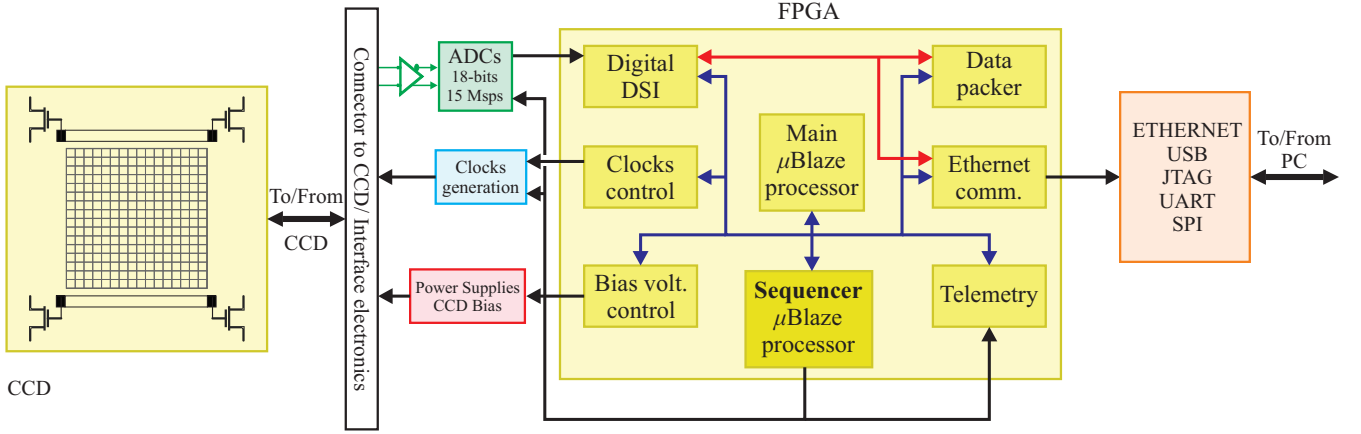 FPGA
CCD
To/From
CCD
Connector to CCD/ Interface electronics
ADCs
18-bits
15 Msps
Clocks
generation
Power Supplies
CCD Bias
Digital
DSI
Clocks
control
Bias volt.
control
Main
µBlaze
processor
Sequencer
µBlaze
processor
Data
packer
Ethernet
comm.
Telemetry
ETHERNET
USB
JTAG
UART
SPI
To/From
PC